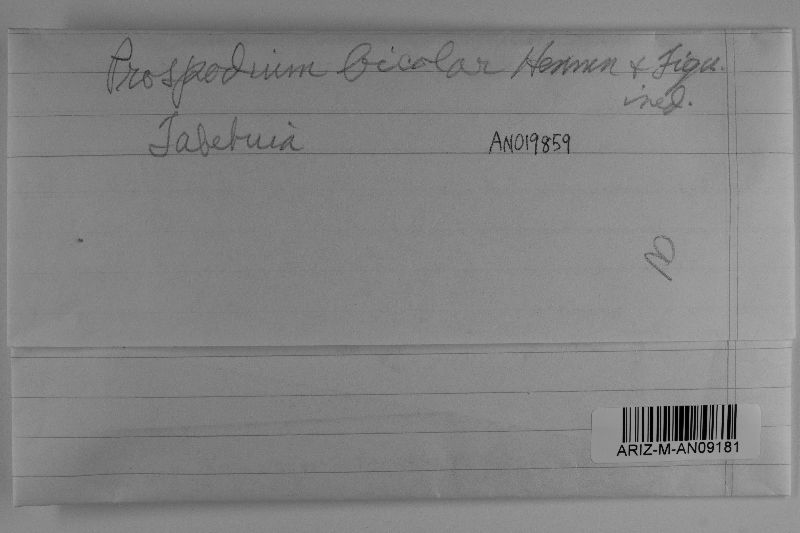 Prospodium bicolor Hennen & Figu.
ined.
Tabebuia
AN019859
ARIZ-M-AN09181